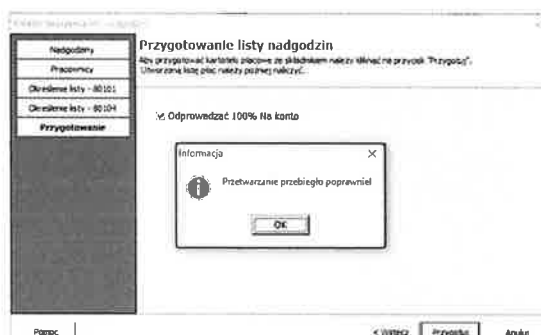 Przygotowanie listy nadgodzin
Aby przygotować kartoteki płacowe ze składnikiem należy kliknąć na przycisk "Przygotuj".
Utworzoną listę płac należy później naliczyć.
Nadgodziny
Pracownicy
Określenie listy - 80101
Określenie listy - 80104
Przygotowanie
Odprowadzać 100% Na konto
Informacja
Przetwarzanie przebiegło poprawnie!
OK
Pomoc
< Wstecz Przygotuj Anuluj